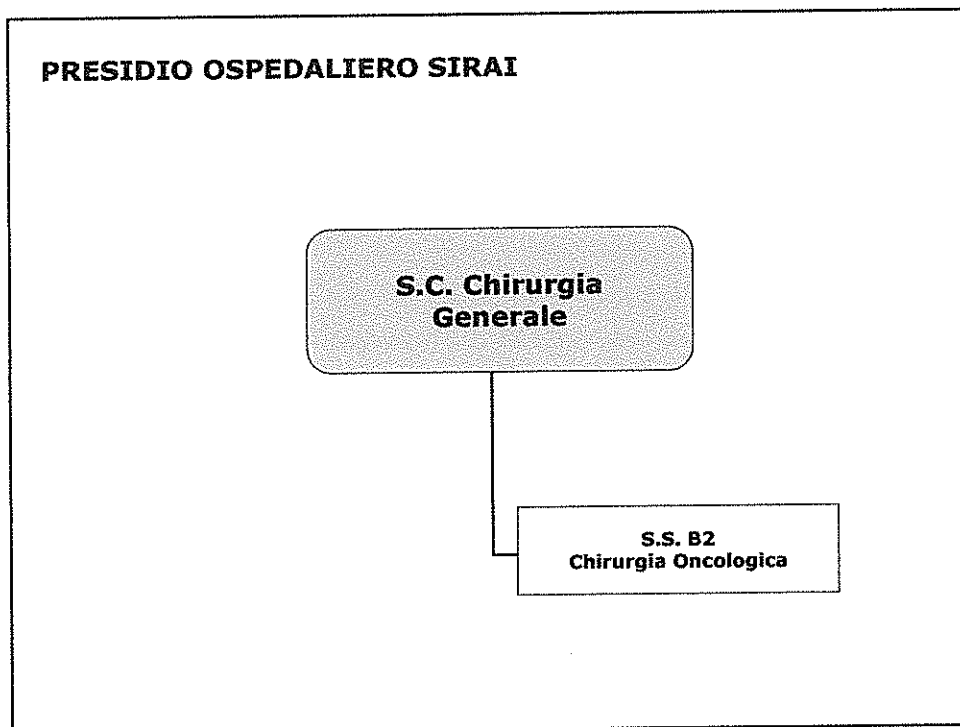 PRESIDIO OSPEDALIERO SIRAI
S.C. Chirurgia
Generale
S.S. B2
Chirurgia Oncologica